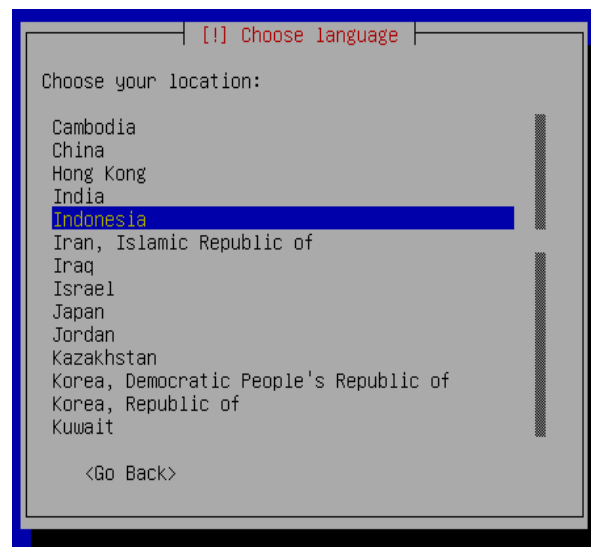 [!] Choose language
Choose your location:
Cambodia
China
Hong Kong
India
Indonesia
Iran, Islamic Republic of
Iraq
Israel
Japan
Jordan
Kazakhstan
Korea, Democratic People's Republic of
Korea, Republic of
Kuwait
<Go Back>